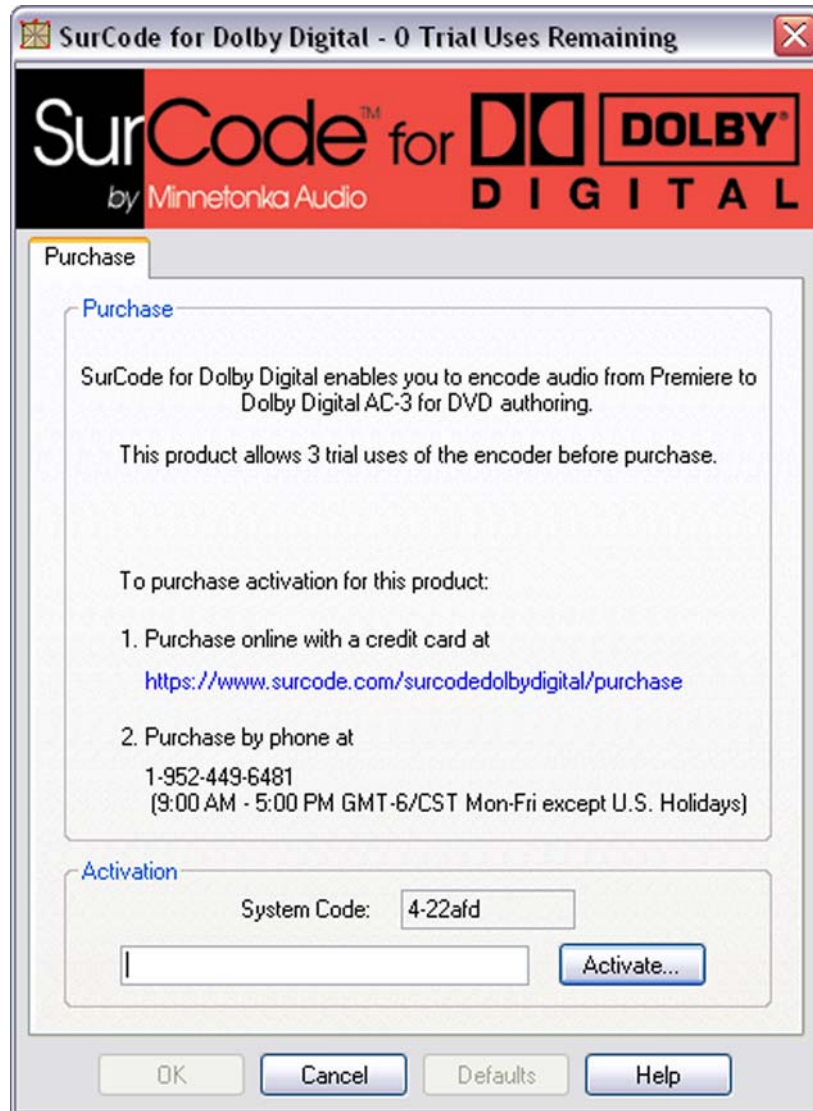 SurCode for Dolby Digital - 0 Trial Uses Remaining
SurCode™ for DOLBY®
by Minnetonka Audio DIGITAL
Purchase
Purchase
SurCode for Dolby Digital enables you to encode audio from Premiere to
Dolby Digital AC-3 for DVD authoring.
This product allows 3 trial uses of the encoder before purchase.
To purchase activation for this product:
1. Purchase online with a credit card at
https://www.surcode.com/surcodedolbydigital/purchase
2. Purchase by phone at
1-952-449-6481
(9:00 AM - 5:00 PM GMT-6/CST Mon-Fri except U.S. Holidays)
Activation
System Code: 4-22afd
Activate...
OK Cancel Defaults Help